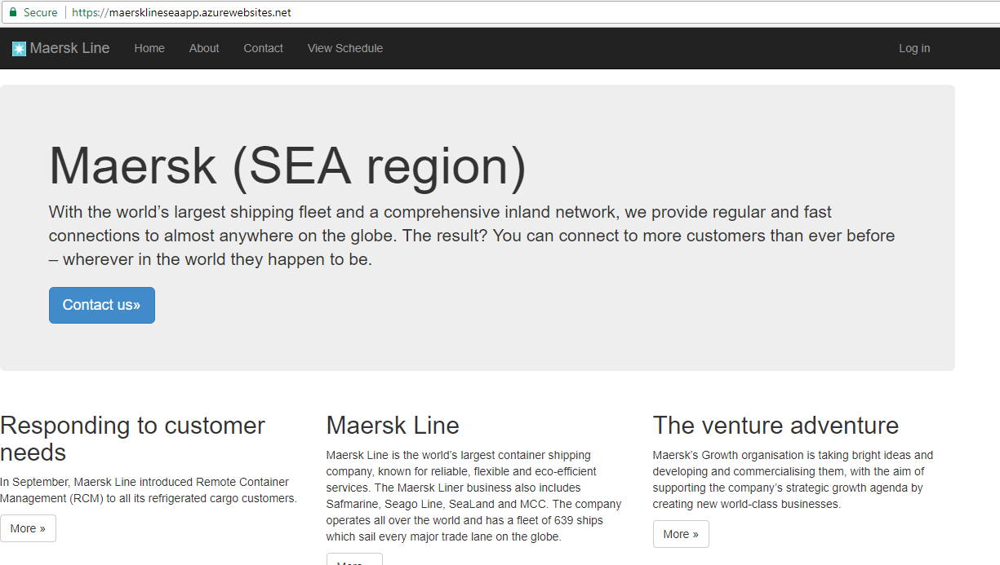 Secure | https://maersklineseaapp.azurewebsites.net
Maersk Line Home About Contact View Schedule Log in
Maersk (SEA region)
With the world’s largest shipping fleet and a comprehensive inland network, we provide regular and fast
connections to almost anywhere on the globe. The result? You can connect to more customers than ever before
– wherever in the world they happen to be.
Contact us»
Responding to customer
needs
In September, Maersk Line introduced Remote Container
Management (RCM) to all its refrigerated cargo customers.
More »
Maersk Line
Maersk Line is the world’s largest container shipping
company, known for reliable, flexible and eco-efficient
services. The Maersk Liner business also includes
Safmarine, Seago Line, SeaLand and MCC. The company
operates all over the world and has a fleet of 639 ships
which sail every major trade lane on the globe.
The venture adventure
Maersk’s Growth organisation is taking bright ideas and
developing and commercialising them, with the aim of
supporting the company’s strategic growth agenda by
creating new world-class businesses.
More »